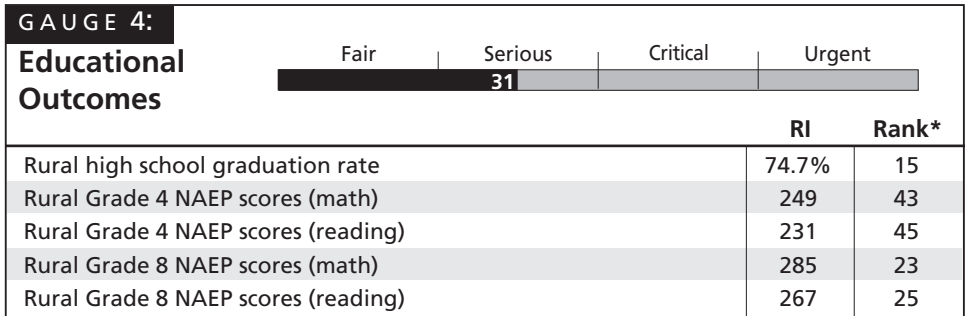 GAUGE 4:
Educational
Outcomes
Fair Serious Critical Urgent
31
RI Rank*
Rural high school graduation rate 74.7% 15
Rural Grade 4 NAEP scores (math) 249 43
Rural Grade 4 NAEP scores (reading) 231 45
Rural Grade 8 NAEP scores (math) 285 23
Rural Grade 8 NAEP scores (reading) 267 25